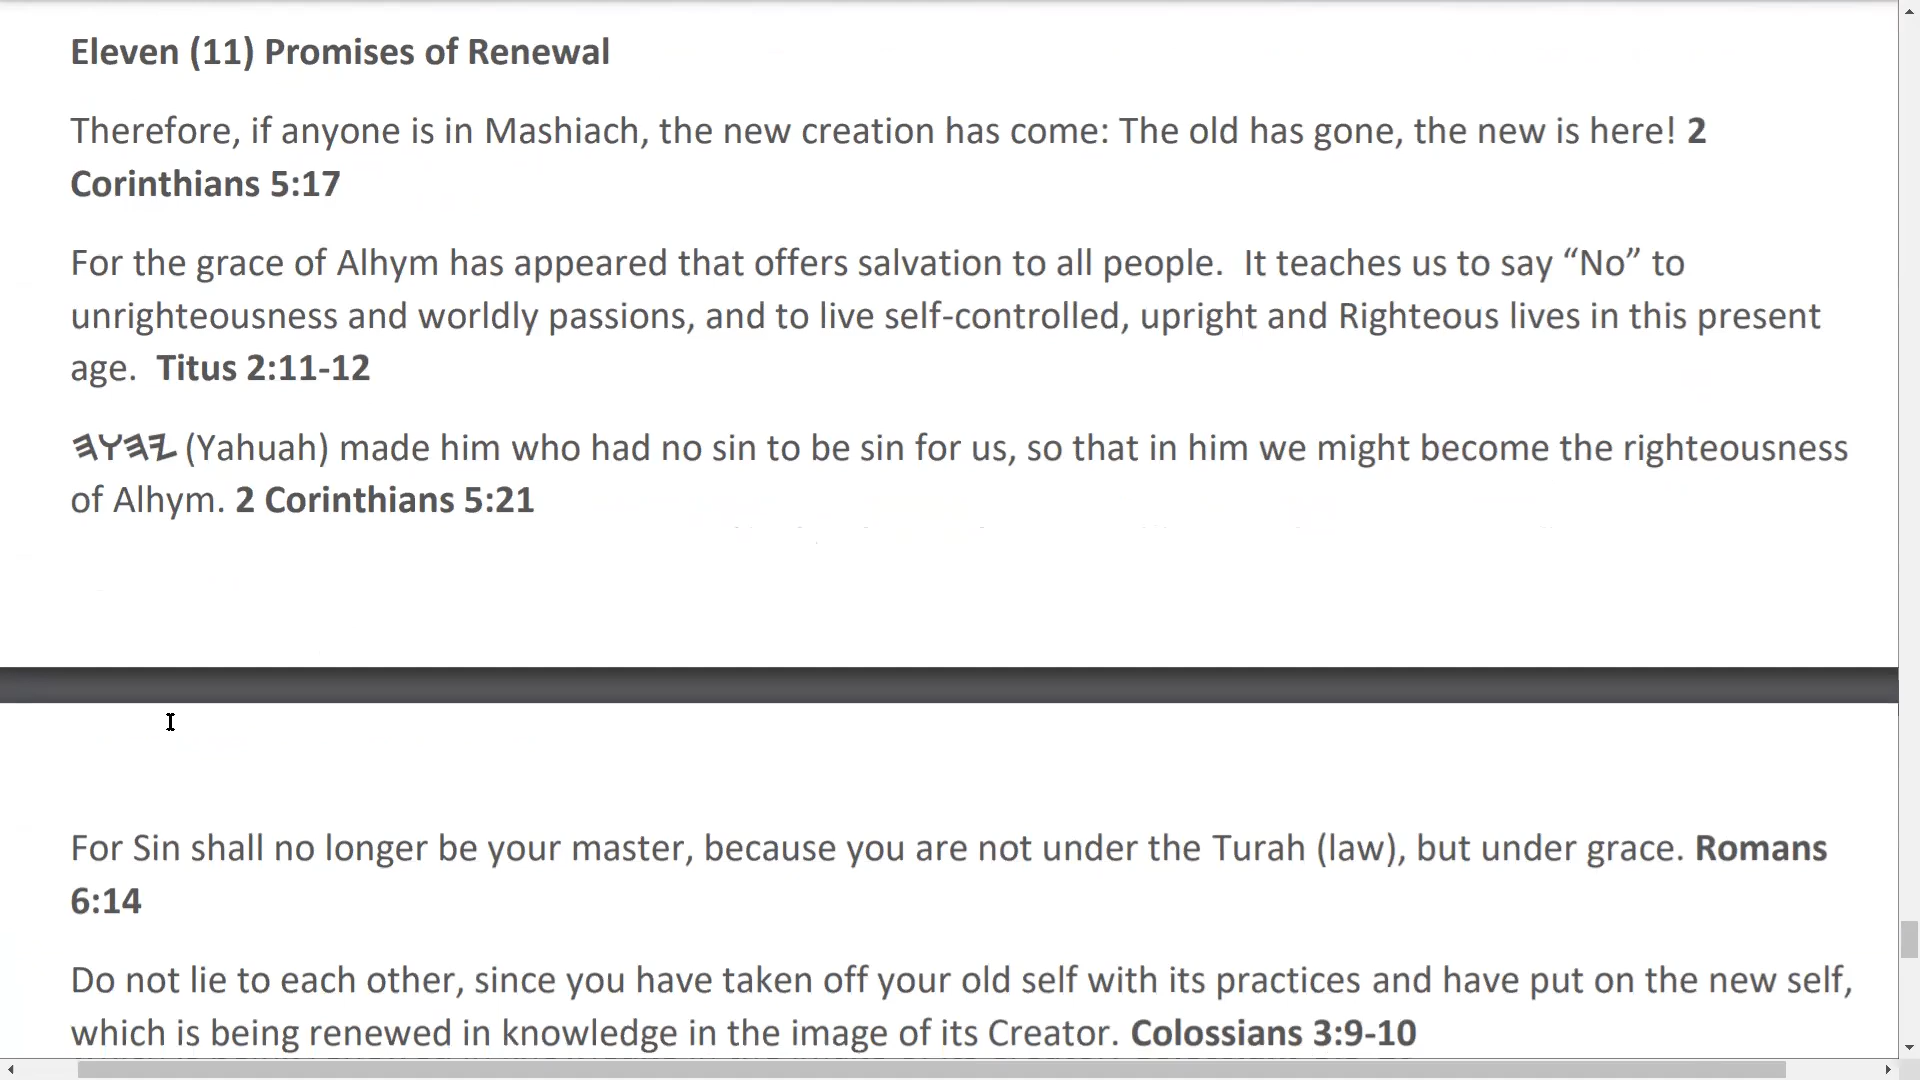 Eleven (11) Promises of Renewal
Therefore, if anyone is in Mashiach, the new creation has come: The old has gone, the new is here! 2
Corinthians 5:17
For the grace of Alhym has appeared that offers salvation to all people.  It teaches us to say “No” to
unrighteousness and worldly passions, and to live self-controlled, upright and Righteous lives in this present
age.  Titus 2:11-12
𐤉𐤄𐤅𐤄 (Yahuah) made him who had no sin to be sin for us, so that in him we might become the righteousness
of Alhym. 2 Corinthians 5:21
For Sin shall no longer be your master, because you are not under the Turah (law), but under grace. Romans
6:14
Do not lie to each other, since you have taken off your old self with its practices and have put on the new self,
which is being renewed in knowledge in the image of its Creator. Colossians 3:9-10